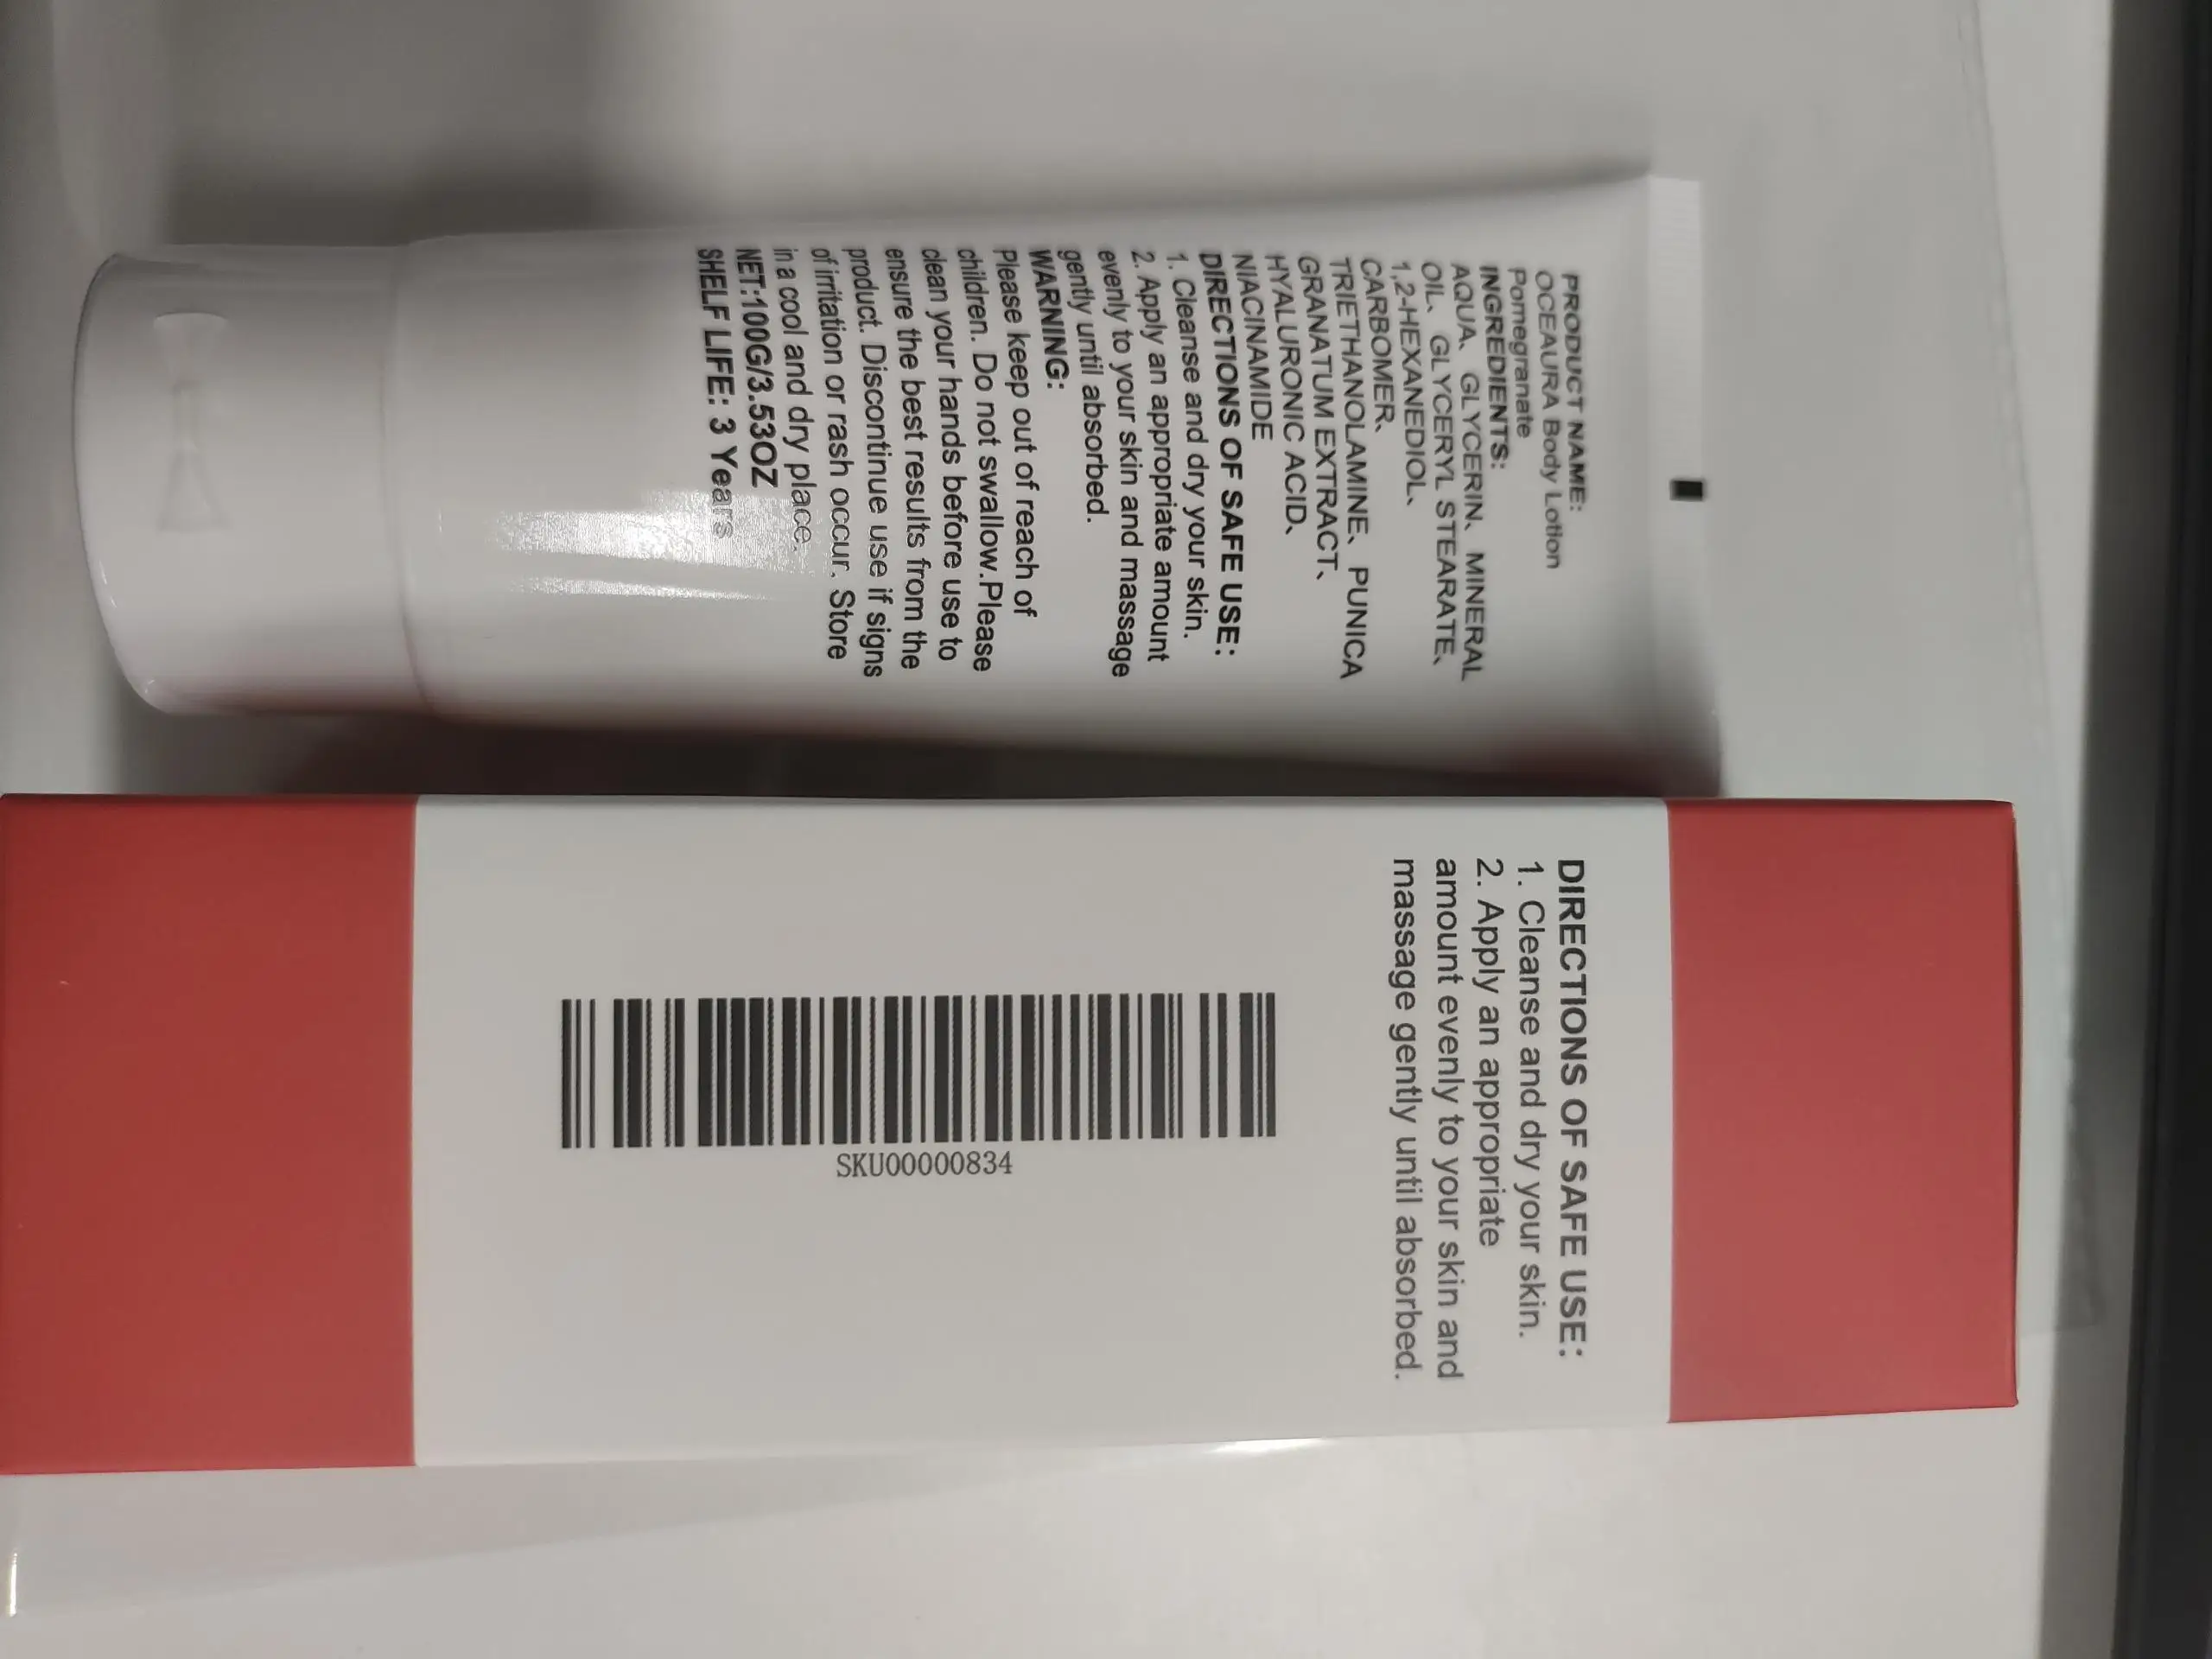 PRODUCT NAME:
OCEAURA Body Lotion
Pomegranate
INGREDIENTS:
AQUA、GLYCERIN、MINERAL
OIL、GLYCERYL STEARATE、
1,2-HEXANEDIOL、
CARBOMER、
TRIETHANOLAMINE、PUNICA
GRANATUM EXTRACT、
HYALURONIC ACID、
NIACINAMIDE
DIRECTIONS OF SAFE USE:
1. Cleanse and dry your skin.
2. Apply an appropriate amount
evenly to your skin and massage
gently until absorbed.
WARNING:
Please keep out of reach of
children. Do not swallow.Please
clean your hands before use to
ensure the best results from the
product. Discontinue use if signs
of irritation or rash occur. Store
in a cool and dry place.
NET:100G/3.53OZ
SHELF LIFE: 3 Years
DIRECTIONS OF SAFE USE:
1. Cleanse and dry your skin.
2. Apply an appropriate
amount evenly to your skin and
massage gently until absorbed.
SKU00000834